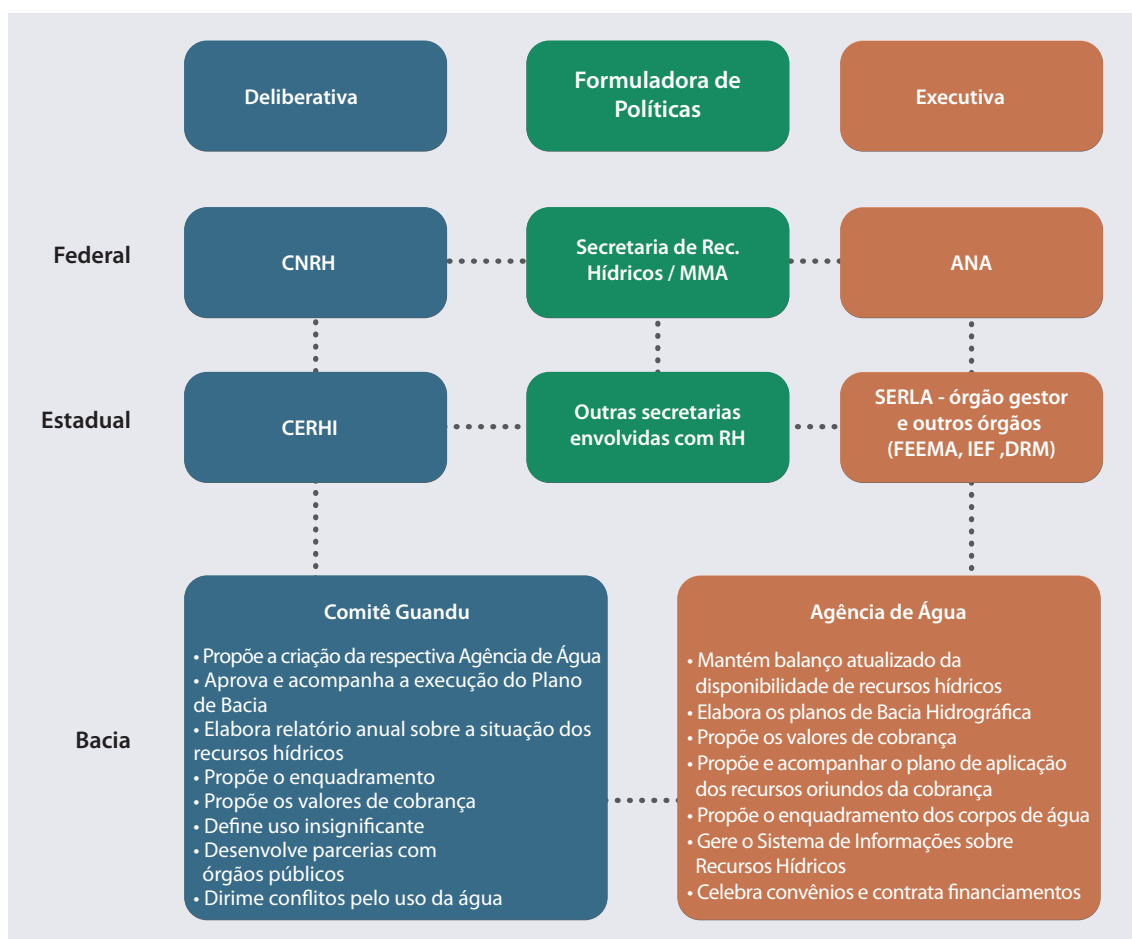 Deliberativa
Formuladora de
Políticas
Executiva
Federal
CNRH
Secretaria de Rec.
Hídricos / MMA
ANA
Estadual
CERHI
Outras secretarias
envolvidas com RH
SERLA - órgão gestor
e outros órgãos
(FEEMA, IEF ,DRM)
Bacia
Comitê Guandu
• Propõe a criação da respectiva Agência de Água
• Aprova e acompanha a execução do Plano
de Bacia
• Elabora relatório anual sobre a situação dos
recursos hídricos
• Propõe o enquadramento
• Propõe os valores de cobrança
• Define uso insignificante
• Desenvolve parcerias com
órgãos públicos
• Dirime conflitos pelo uso da água
Agência de Água
• Mantém balanço atualizado da
disponibilidade de recursos hídricos
• Elabora os planos de Bacia Hidrográfica
• Propõe os valores de cobrança
• Propõe e acompanhar o plano de aplicação
dos recursos oriundos da cobrança
• Propõe o enquadramento dos corpos de água
• Gere o Sistema de Informações sobre
Recursos Hídricos
• Celebra convênios e contrata financiamentos